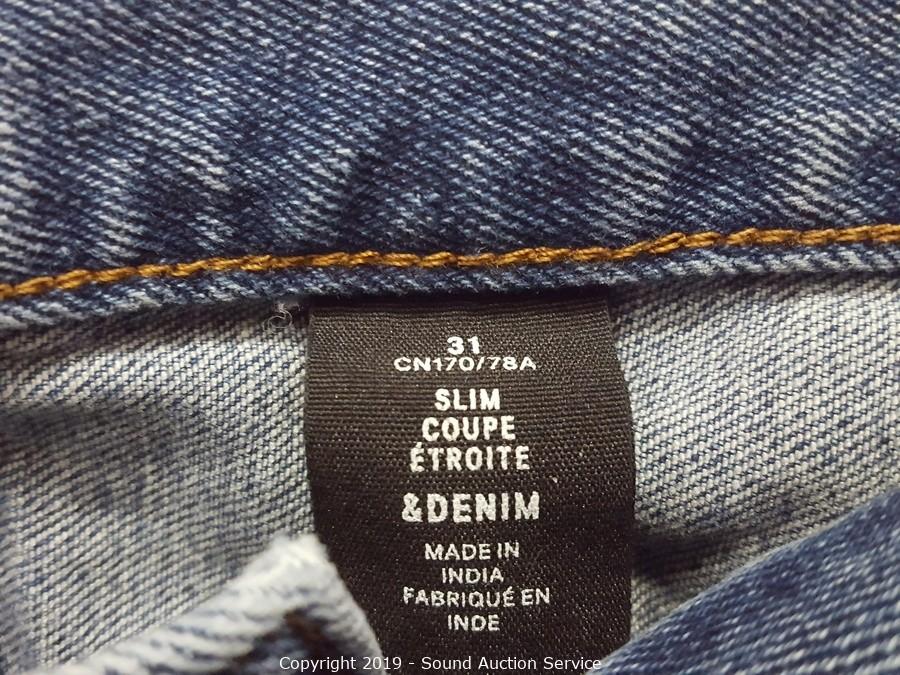 31
CN170/78A
SLIM
COUPE
ÉTROITE
&DENIM
MADE IN
INDIA
FABRIQUÉ EN
INDE
Copyright 2019 - Sound Auction Service